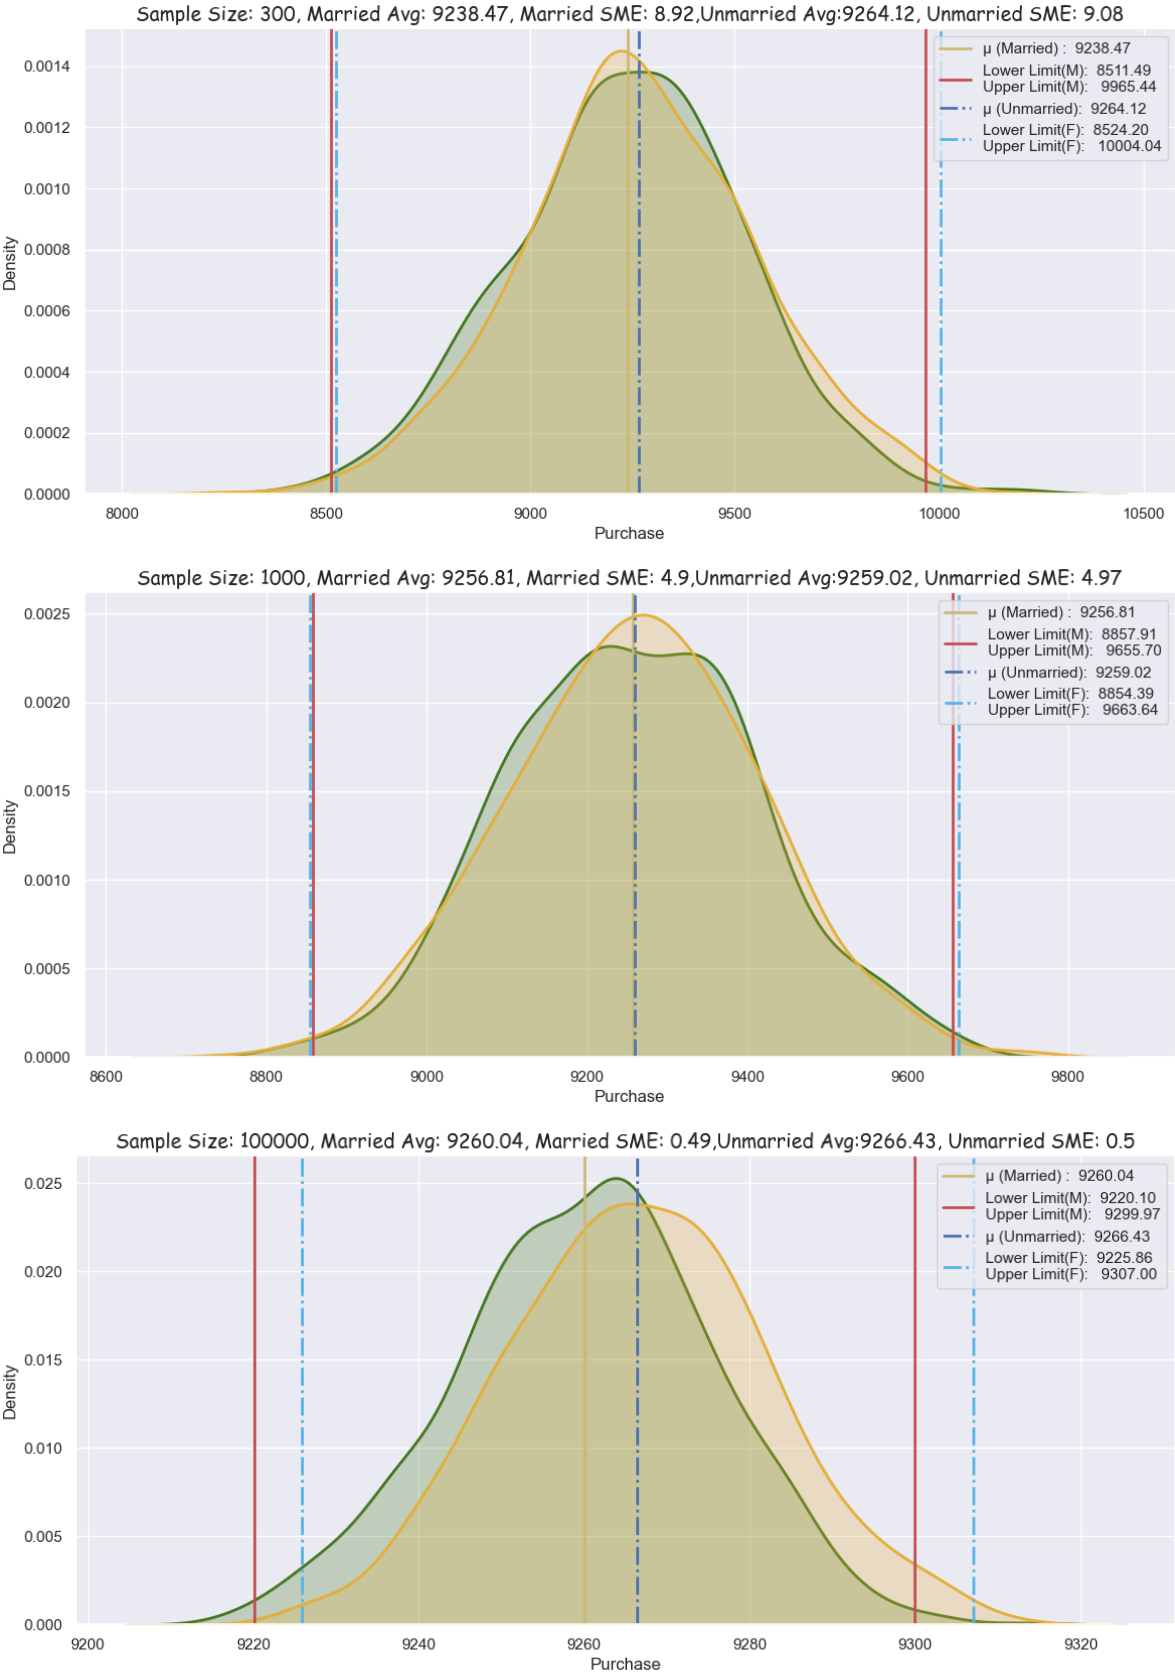 Sample Size: 300, Married Avg: 9238.47, Married SME: 8.92,Unmarried Avg:9264.12, Unmarried SME: 9.08
μ (Married) : 9238.47
Lower Limit(M): 8511.49
Upper Limit(M): 9965.44
μ (Unmarried): 9264.12
Lower Limit(F): 8524.20
Upper Limit(F): 10004.04
0.0014
0.0012
0.0010
0.0008
0.0006
0.0004
0.0002
0.0000
Density
8000 8500 9000 9500 10000 10500
Purchase
Sample Size: 1000, Married Avg: 9256.81, Married SME: 4.9,Unmarried Avg:9259.02, Unmarried SME: 4.97
μ (Married) : 9256.81
Lower Limit(M): 8857.91
Upper Limit(M): 9655.70
μ (Unmarried): 9259.02
Lower Limit(F): 8854.39
Upper Limit(F): 9663.64
0.0025
0.0020
0.0015
0.0010
0.0005
0.0000
Density
8600 8800 9000 9200 9400 9600 9800
Purchase
Sample Size: 100000, Married Avg: 9260.04, Married SME: 0.49,Unmarried Avg:9266.43, Unmarried SME: 0.5
μ (Married) : 9260.04
Lower Limit(M): 9220.10
Upper Limit(M): 9299.97
μ (Unmarried): 9266.43
Lower Limit(F): 9225.86
Upper Limit(F): 9307.00
0.025
0.020
0.015
0.010
0.005
0.000
Density
9200 9220 9240 9260 9280 9300 9320
Purchase